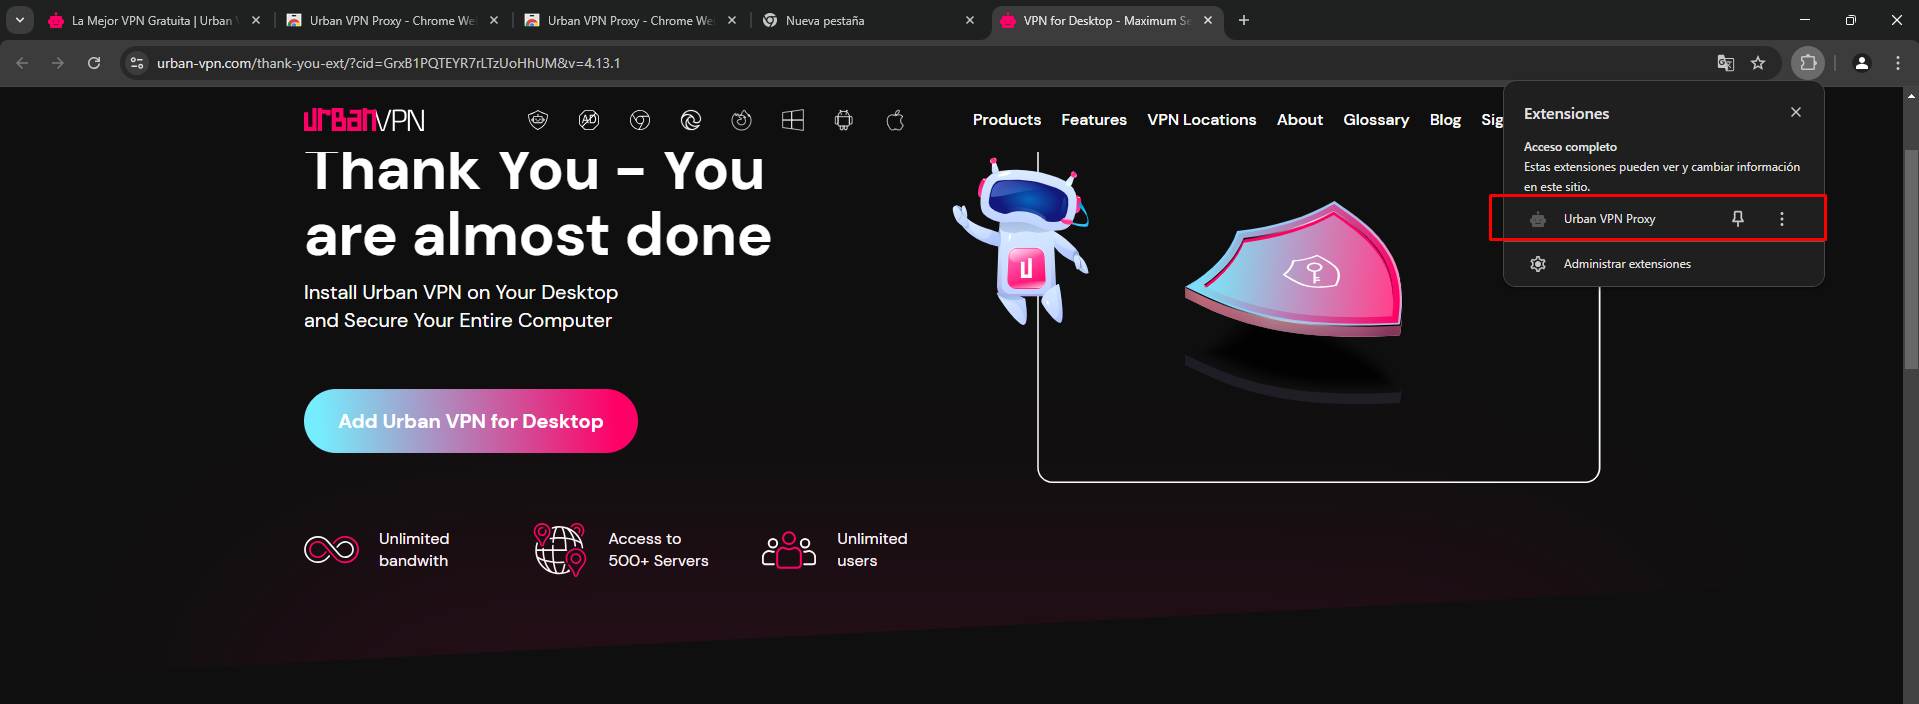 La Mejor VPN Gratuita | Urban
Urban VPN Proxy - Chrome We
Urban VPN Proxy - Chrome We
Nueva pestaña
VPN for Desktop - Maximum Se
urban-vpn.com/thank-you-ext/?cid=GrxB1PQTEYR7rLTzUoHhUM&v=4.13.1
urbanVPN
AD
Products Features VPN Locations About Glossary Blog Sig
Extensiones
Acceso completo
Estas extensiones pueden ver y cambiar información
en este sitio.
Urban VPN Proxy
Administrar extensiones
Thank You - You
are almost done
Install Urban VPN on Your Desktop
and Secure Your Entire Computer
Add Urban VPN for Desktop
Unlimited
bandwith
Access to
500+ Servers
Unlimited
users